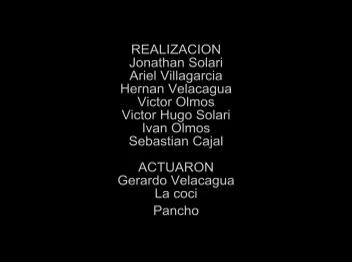 REALIZACION
Jonathan Solari
Ariel Villagarcia
Hernan Velacagua
Victor Olmos
Victor Hugo Solari
Ivan Olmos
Sebastian Cajal
ACTUARON
Gerardo Velacagua
La coci
Pancho